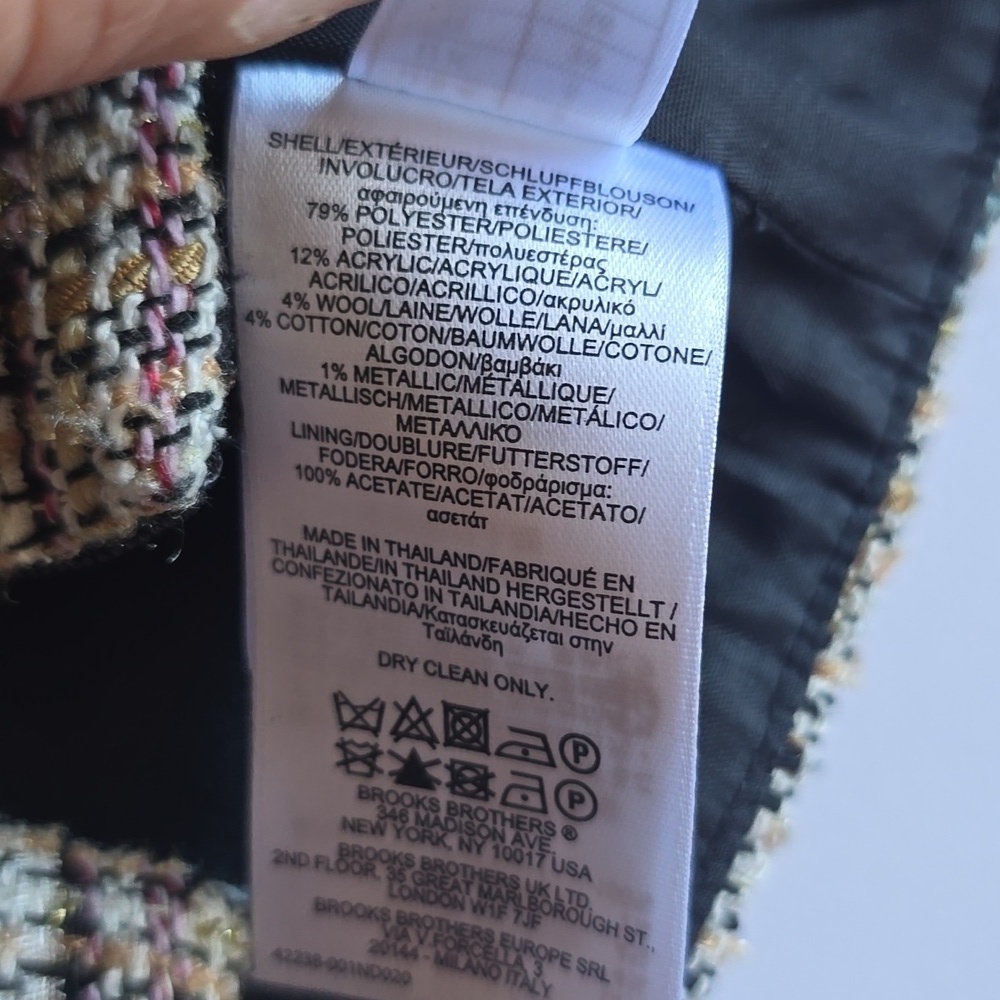 SHELL/EXTÉRIEUR/SCHLUPFBLOUSON/
INVOLUCRO/TELA EXTERIOR/
αφαιρούμενη επένδυση:
79% POLYESTER/POLIESTERE/
POLIESTER/πολυεστέρας
12% ACRYLIC/ACRYLIQUE/ACRYL/
ACRILICO/ACRILLICO/ακρυλικό
4% WOOL/LAINE/WOLLE/LANA/μαλλί
4% COTTON/COTON/BAUMWOLLE/COTONE/
ALGODON/βαμβάκι
1% METALLIC/MÉTALLIQUE/
METALLISCH/METALLICO/METÁLICO/
ΜΕΤΑΛΛΙΚΌ
LINING/DOUBLURE/FUTTERSTOFF/
FODERA/FORRO/φοδράρισμα:
100% ACETATE/ACETAT/ACETATO/
ασετάτ
MADE IN THAILAND/FABRIQUÉ EN
THAILANDE/IN THAILAND HERGESTELLT /
CONFEZIONATO IN TAILANDIA/HECHO EN
TAILANDIA/Κατασκευάζεται στην
Ταϊλάνδη
DRY CLEAN ONLY.
P
P
BROOKS BROTHERS ®
346 MADISON AVE.
NEW YORK, NY 10017 USA
BROOKS BROTHERS UK LTD,
2ND FLOOR, 35 GREAT MARLBOROUGH ST.,
LONDON W1F 7JF
BROOKS BROTHERS EUROPE SRL
VIA V FORCELLA, 3
20144 - MILANO ITALY
42238-001ND020